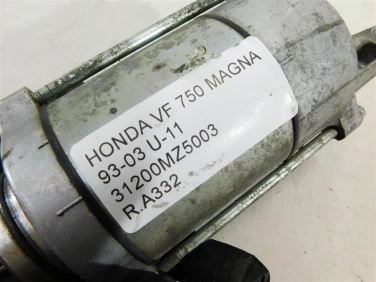 HONDA VF 750 MAGNA
93-03 U-11
31200MZ5003
R.A332